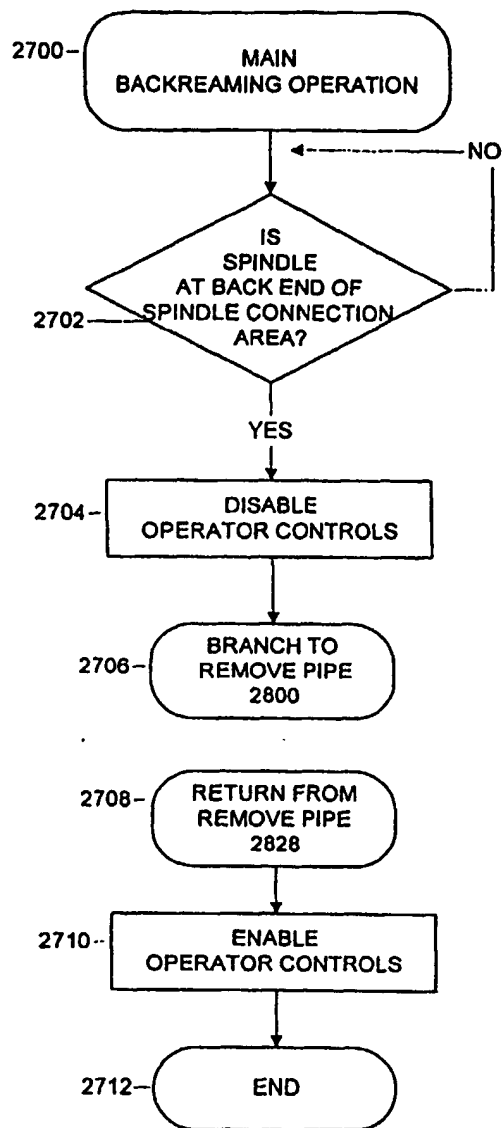 2700
MAIN
BACKREAMING OPERATION
NO
IS
SPINDLE
AT BACK END OF
SPINDLE CONNECTION
AREA?
2702
YES
2704
DISABLE
OPERATOR CONTROLS
2706
BRANCH TO
REMOVE PIPE
2800
2708
RETURN FROM
REMOVE PIPE
2828
2710
ENABLE
OPERATOR CONTROLS
2712
END